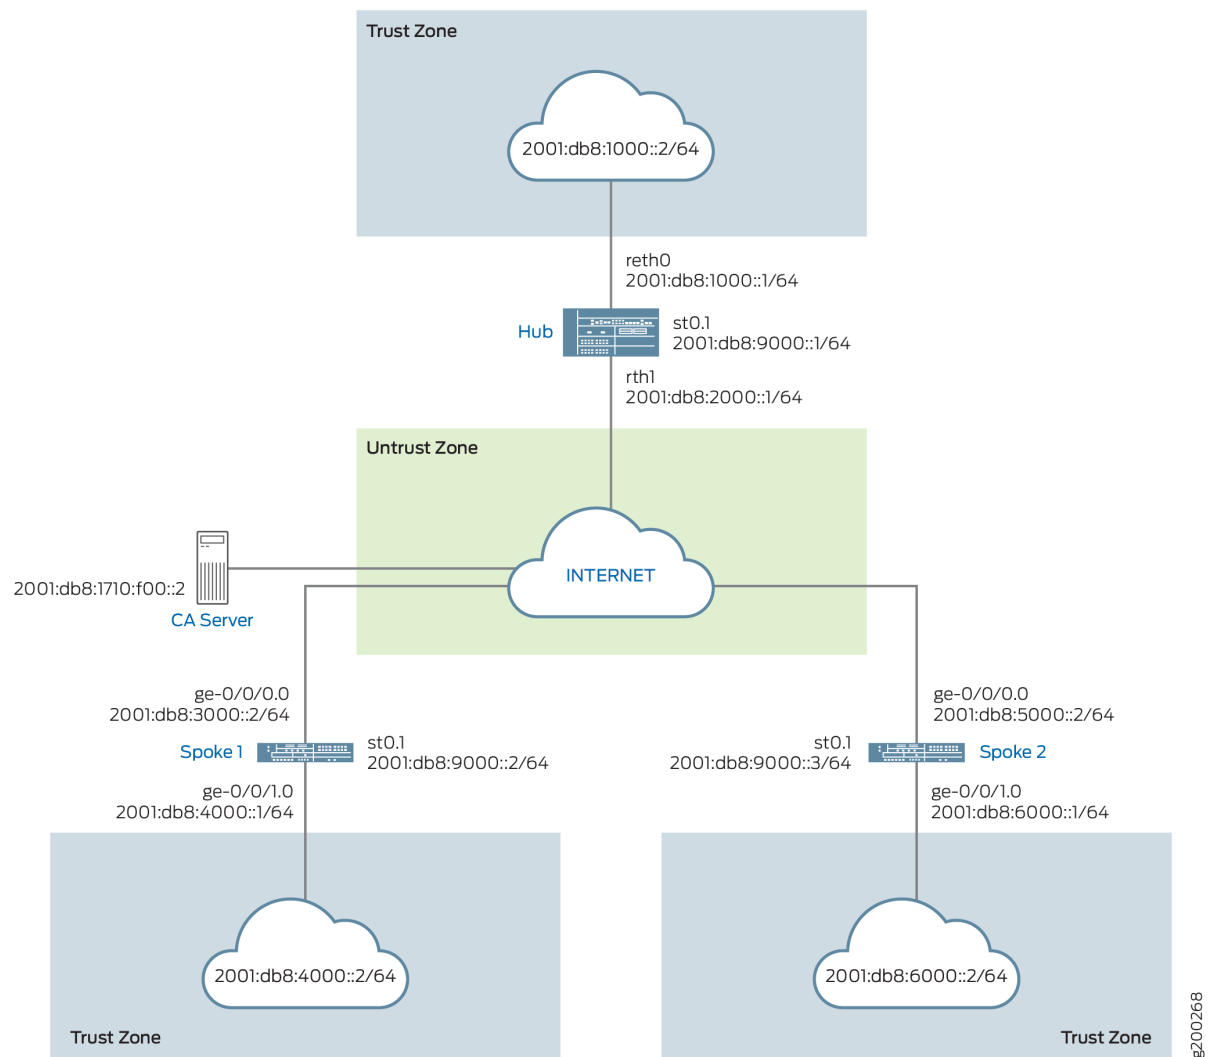 Trust Zone
2001:db8:1000::2/64
reth0
2001:db8:1000::1/64
Hub
st0.1
2001:db8:9000::1/64
rth1
2001:db8:2000::1/64
Untrust Zone
INTERNET
2001:db8:1710:f00::2
CA Server
ge-0/0/0.0
2001:db8:3000::2/64
Spoke 1
st0.1
2001:db8:9000::2/64
ge-0/0/1.0
2001:db8:4000::1/64
ge-0/0/0.0
2001:db8:5000::2/64
st0.1
2001:db8:9000::3/64
Spoke 2
ge-0/0/1.0
2001:db8:6000::1/64
2001:db8:4000::2/64
Trust Zone
2001:db8:6000::2/64
Trust Zone
g200268